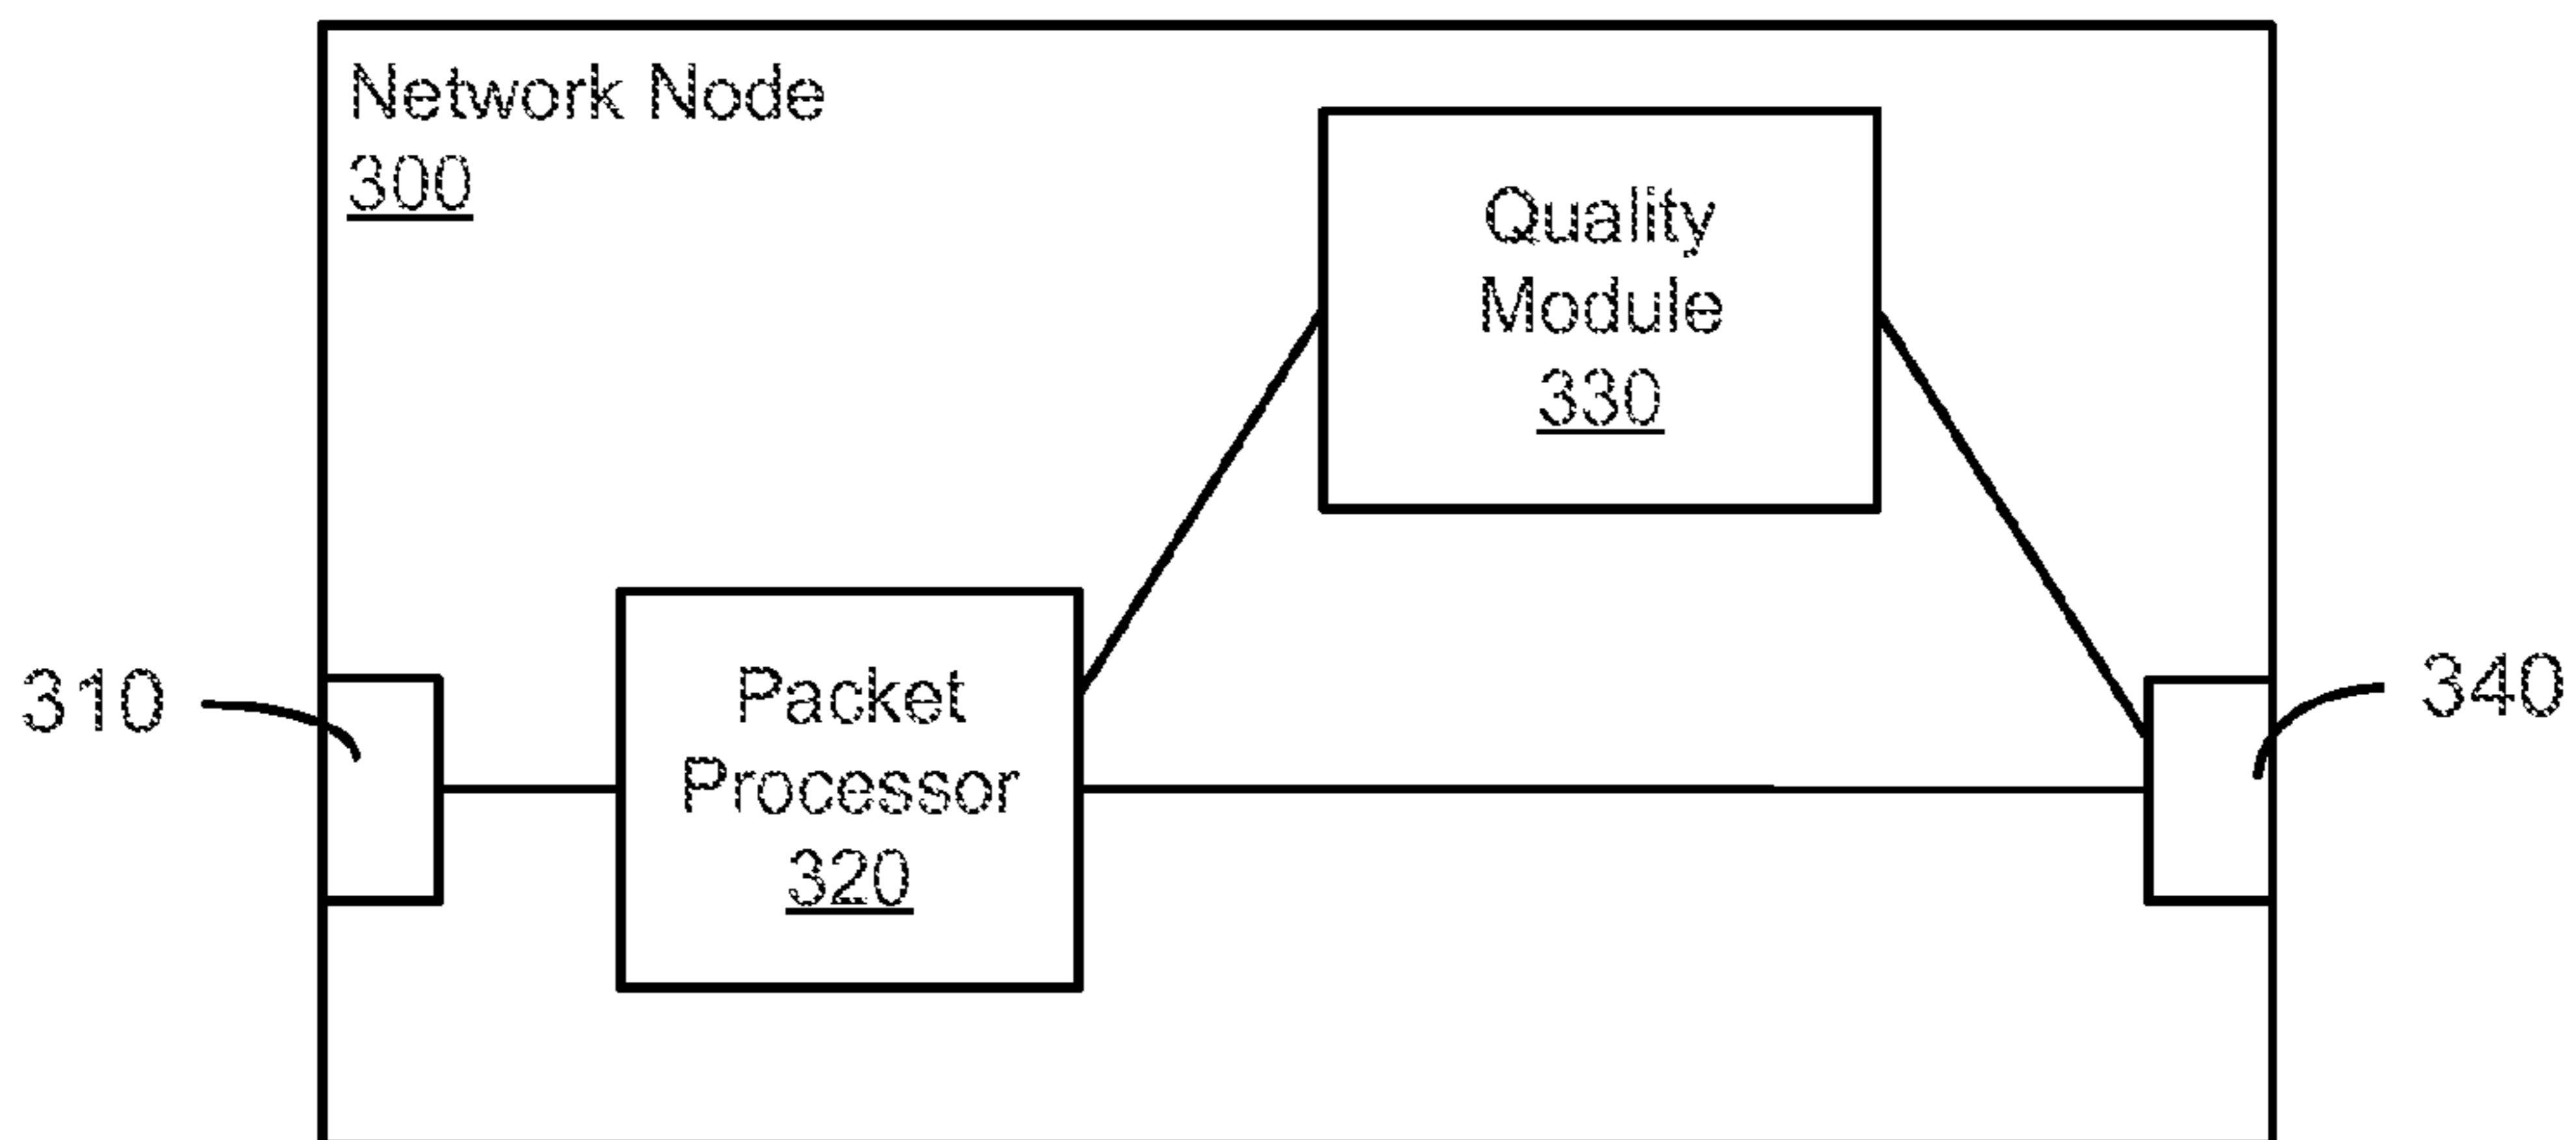 Network Node
300
Quality
Module
330
310
Packet
Processor
320
340